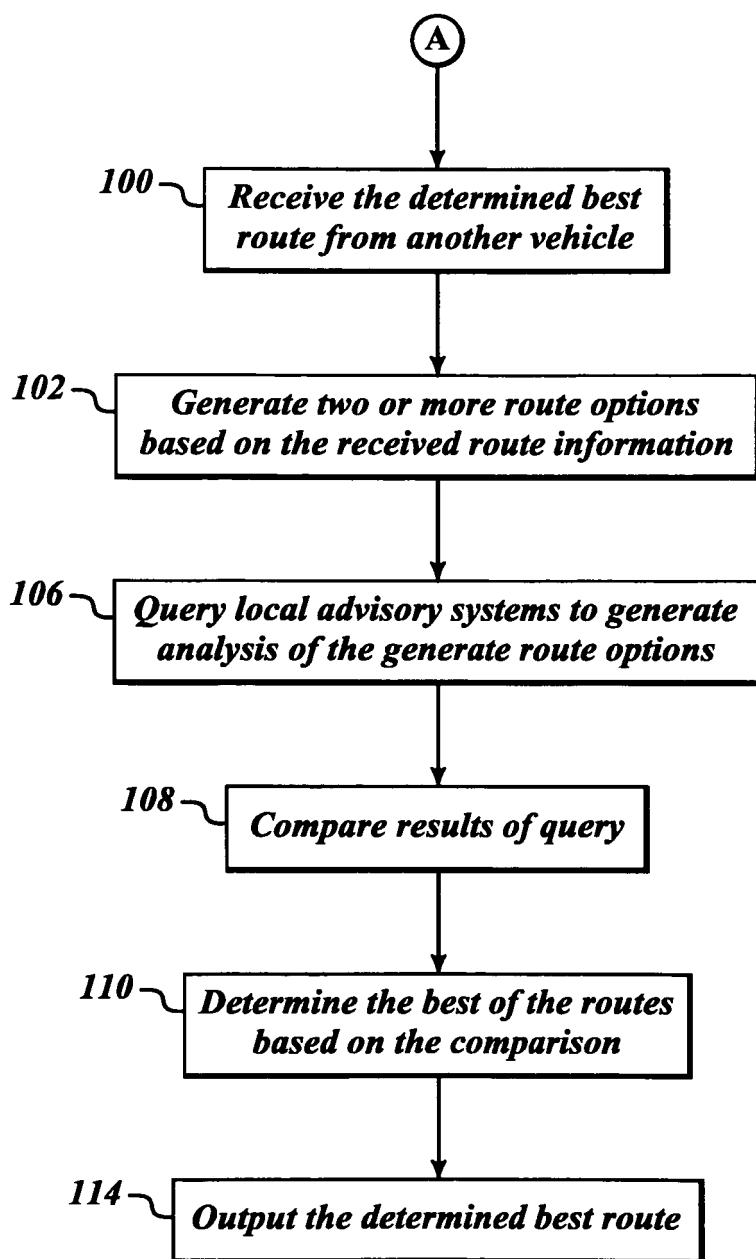 A
100
Receive the determined best
route from another vehicle
102
Generate two or more route options
based on the received route information
106
Query local advisory systems to generate
analysis of the generate route options
108
Compare results of query
110
Determine the best of the routes
based on the comparison
114
Output the determined best route